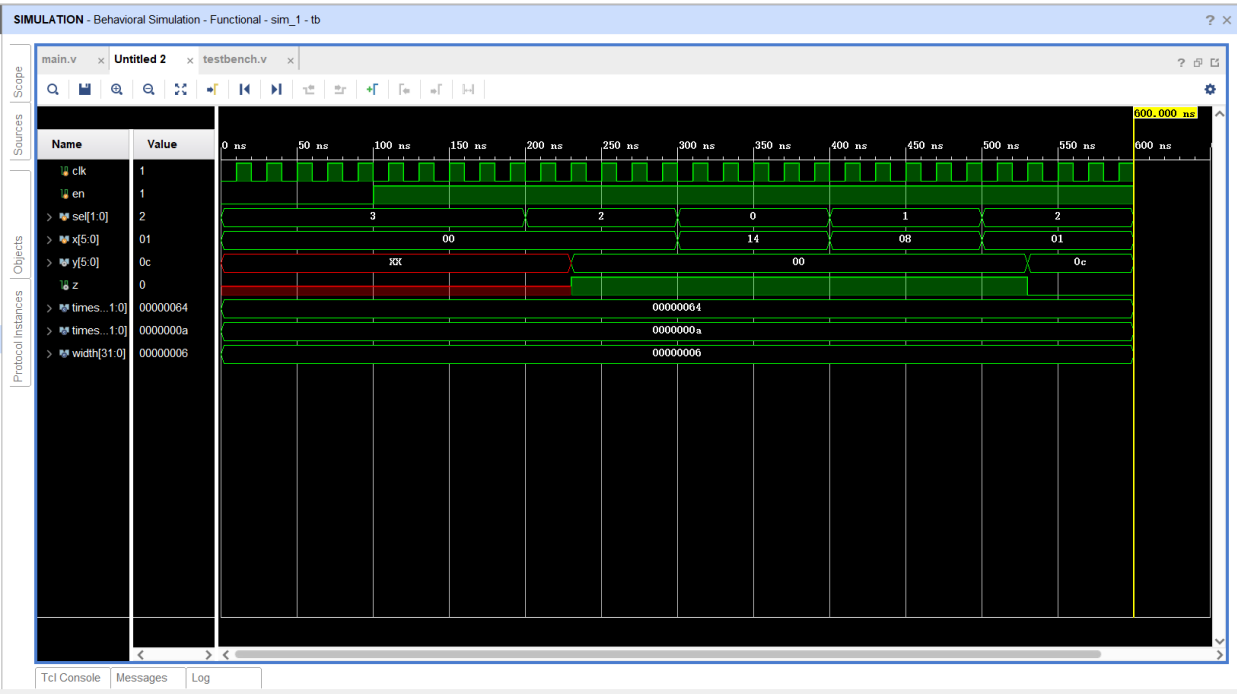 SIMULATION - Behavioral Simulation - Functional - sim_1 - tb ? ×
Scope
Sources
Objects
Protocol Instances
main.v × Untitled 2 × testbench.v × ?
600.000 ns
Name Value 0 ns 50 ns 100 ns 150 ns 200 ns 250 ns 300 ns 350 ns 400 ns 450 ns 500 ns 550 ns 600 ns
clk 1
en 1
> sel[1:0] 2 3 2 0 1 2
> x[5:0] 01 00 14 08 01
> y[5:0] 0c XX 00 0c
z 0
> times...1:0] 00000064 00000064
> times...1:0] 0000000a 0000000a
> width[31:0] 00000006 00000006
Tcl Console Messages Log